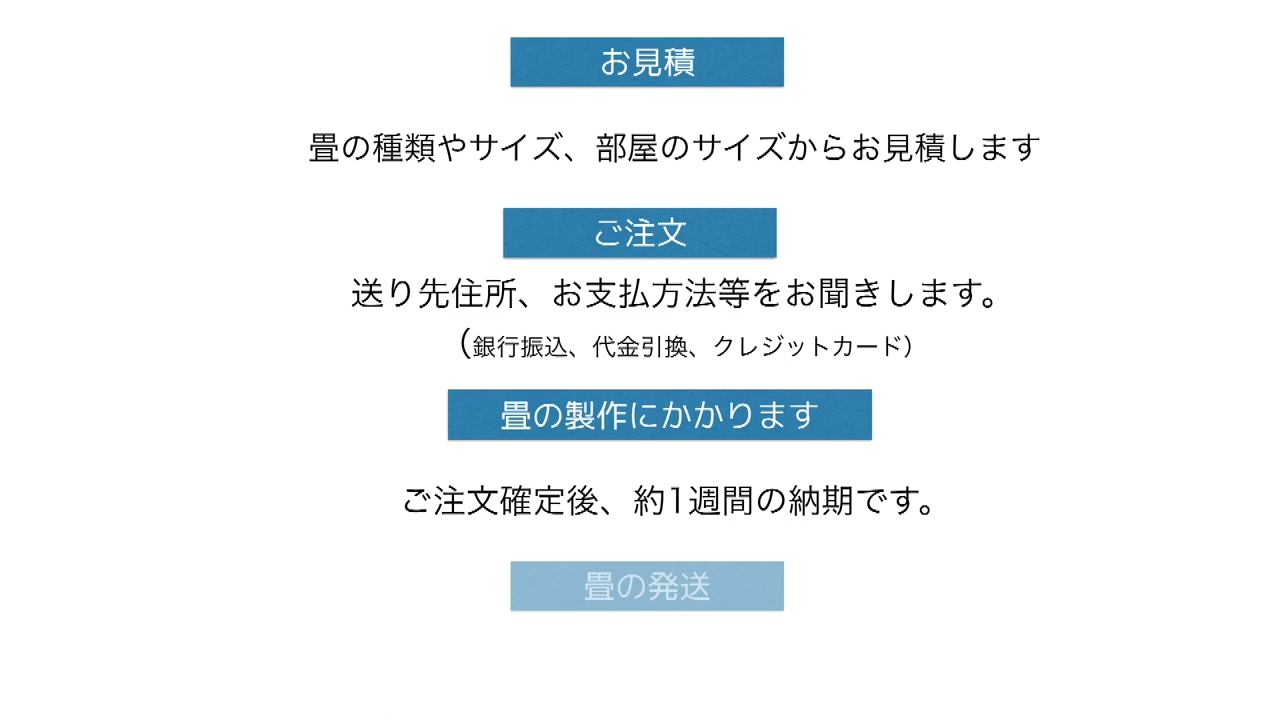 お見積
畳の種類やサイズ、部屋のサイズからお見積します
ご注文
送り先住所、お支払方法等をお聞きします。
（銀行振込、代金引換、クレジットカード）
畳の製作にかかります
ご注文確定後、約1週間の納期です。
畳の発送